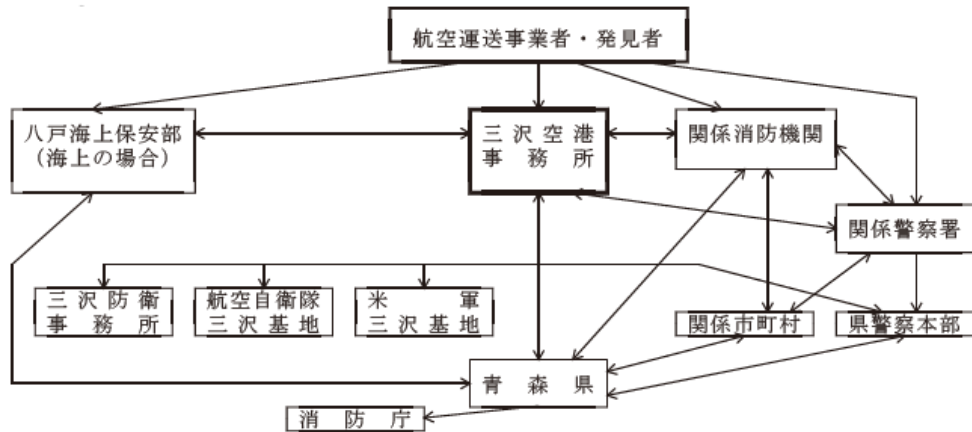 航空運送事業者・発見者
八戸海上保安部
(海上の場合)
三沢空港
事務所
関係消防機関
関係警察署
三沢防衛
事務所
航空自衛隊
三沢基地
米軍
三沢基地
関係市町村
県警察本部
青森県
消防庁